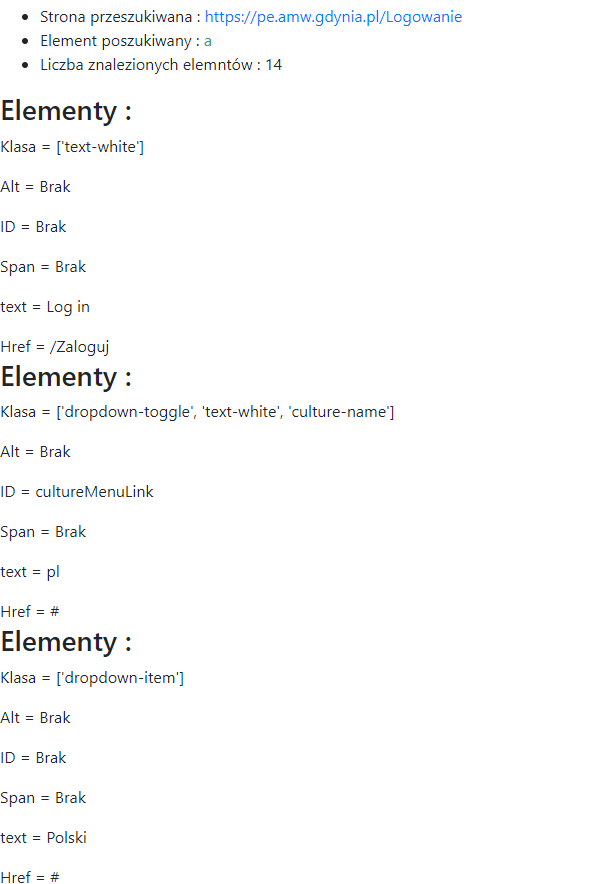 Strona przeszukiwana : https://pe.amw.gdynia.pl/Logowanie
Element poszukiwany : a
Liczba znalezionych elemntów : 14
Elementy :
Klasa = ['text-white']
Alt = Brak
ID = Brak
Span = Brak
text = Log in
Href = /Zaloguj
Elementy :
Klasa = ['dropdown-toggle', 'text-white', 'culture-name']
Alt = Brak
ID = cultureMenuLink
Span = Brak
text = pl
Href = #
Elementy :
Klasa = ['dropdown-item']
Alt = Brak
ID = Brak
Span = Brak
text = Polski
Href = #